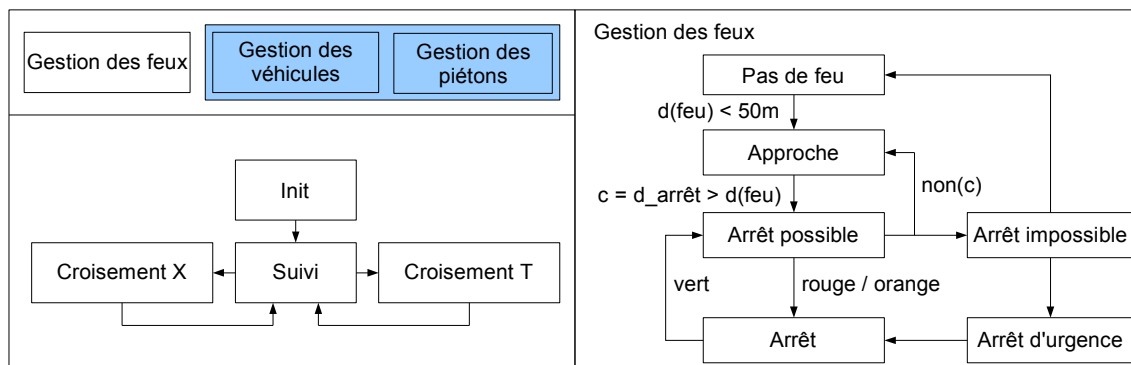 Gestion des feux
Gestion des
véhicules
Gestion des
piétons
Init
Croisement X
Suivi
Croisement T
Gestion des feux
Pas de feu
d(feu) < 50m
Approche
c = d_arrêt > d(feu)
non(c)
Arrêt possible
Arrêt impossible
vert
rouge / orange
Arrêt
Arrêt d'urgence